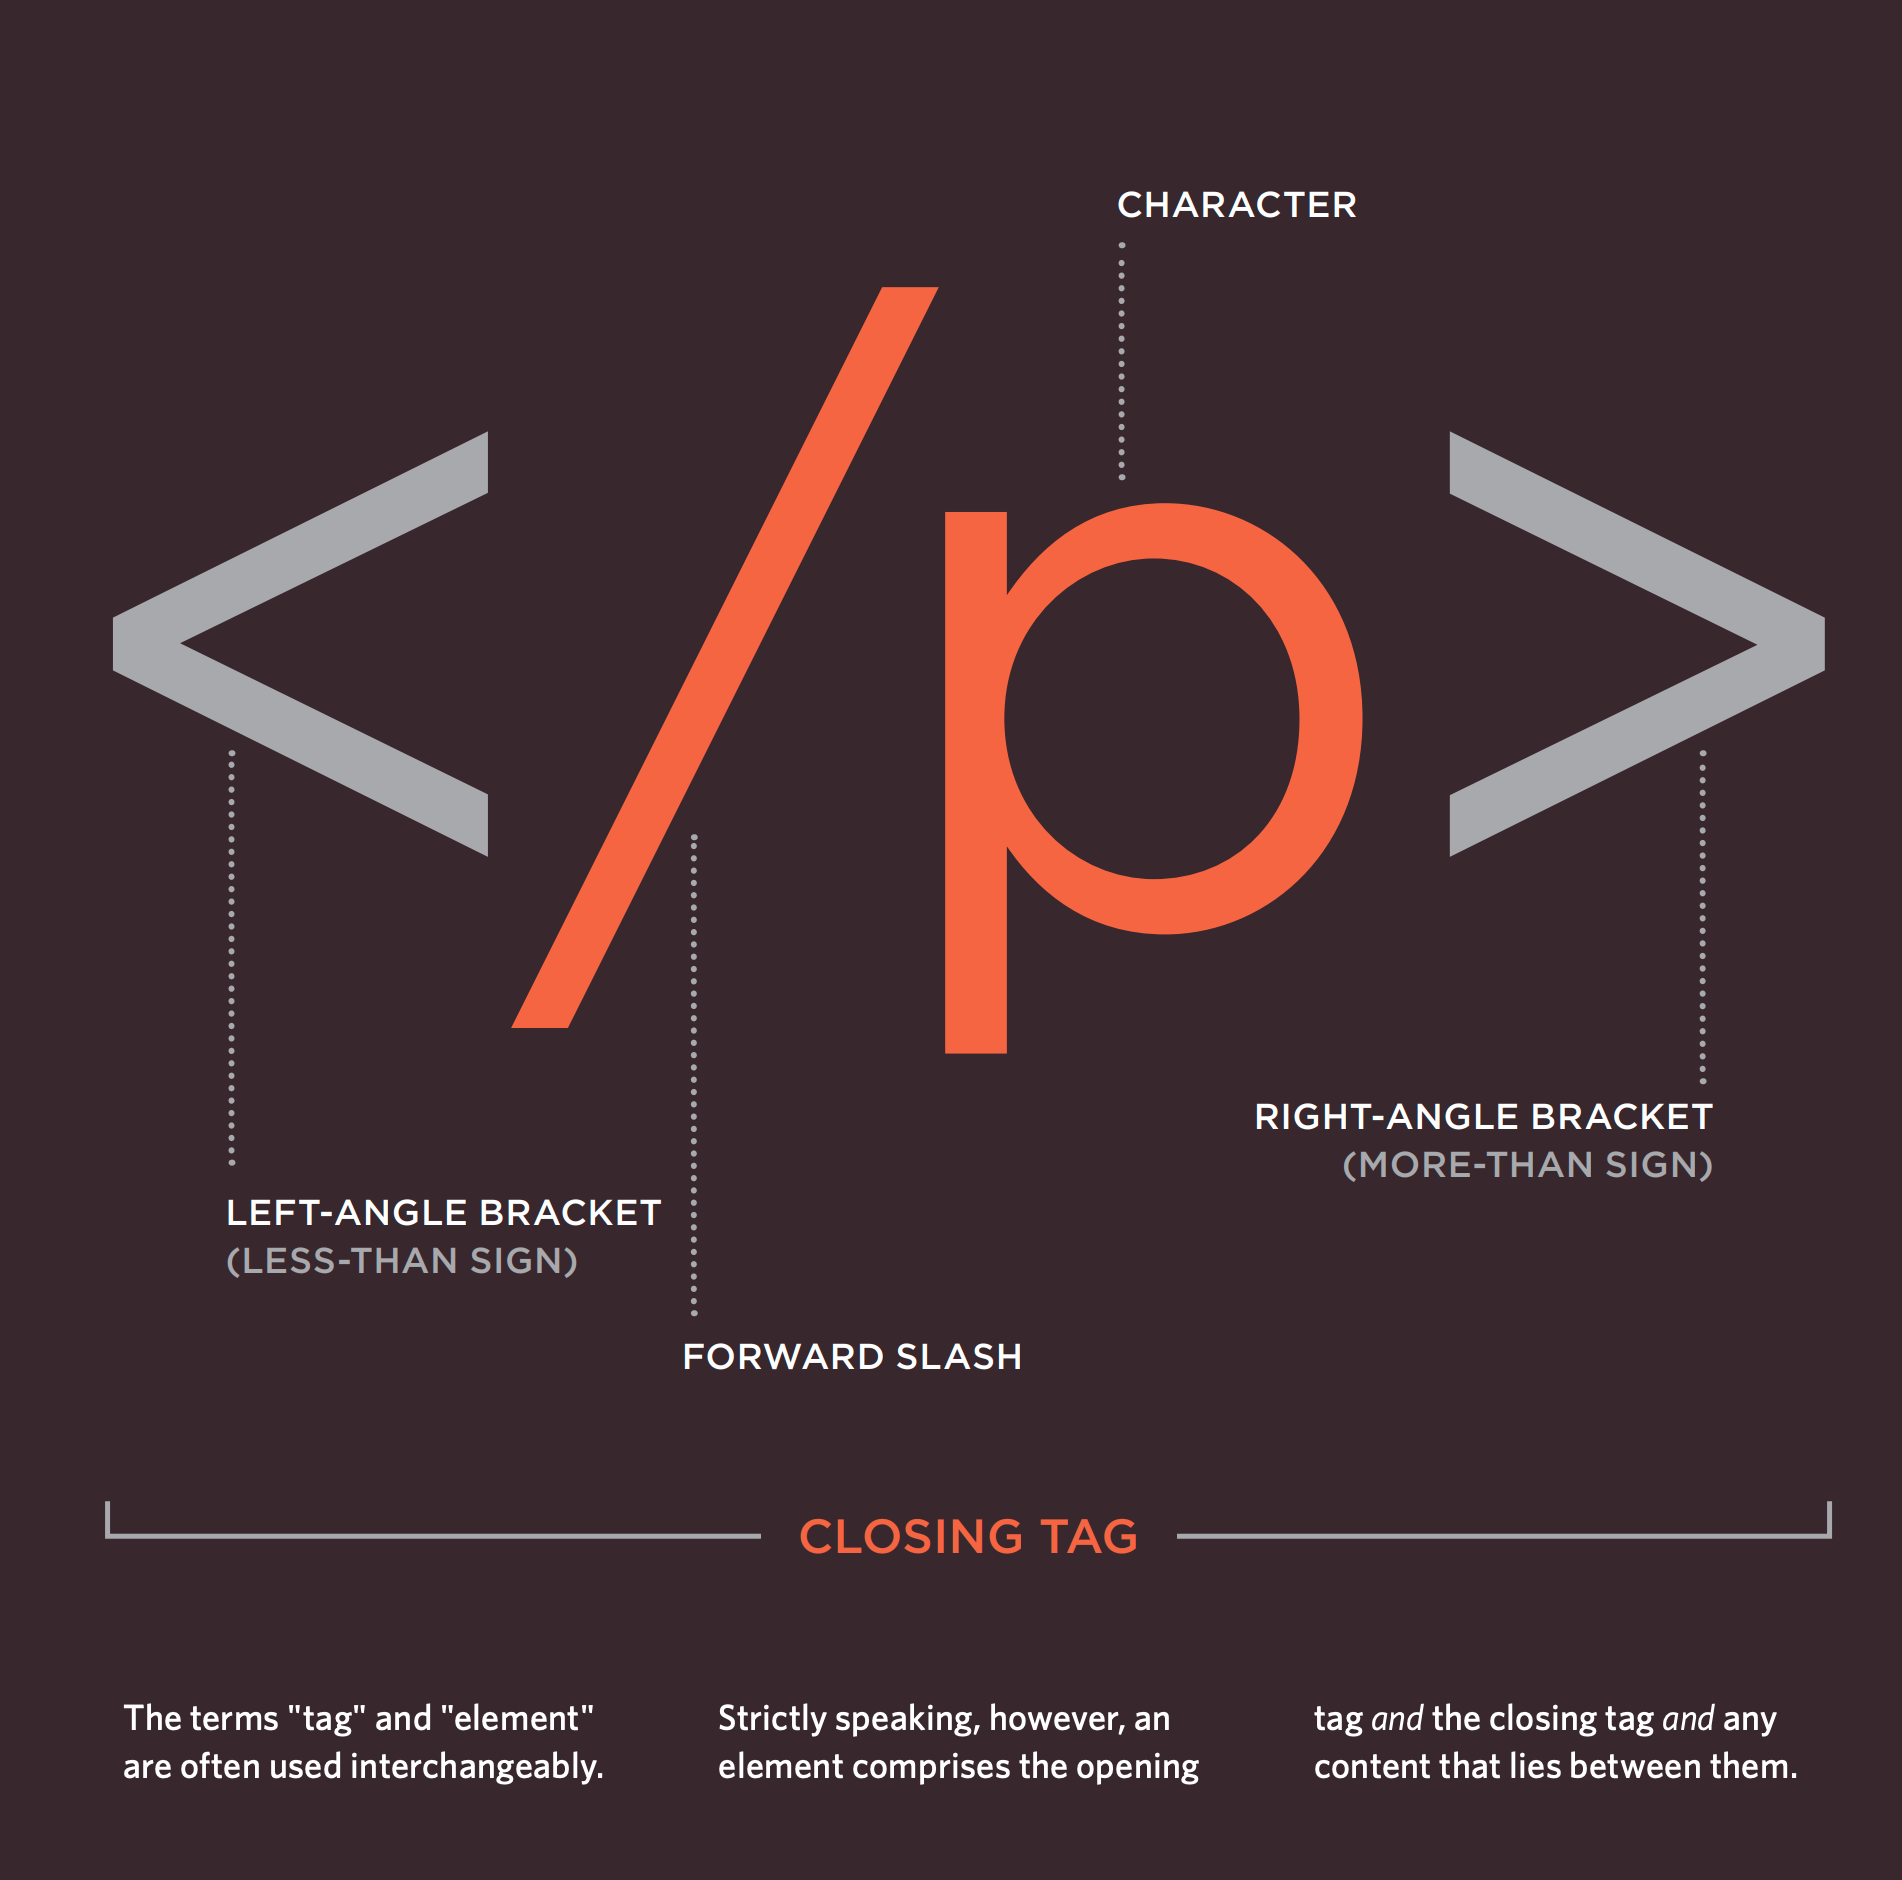 CHARACTER
</p>
RIGHT-ANGLE BRACKET
(MORE-THAN SIGN)
LEFT-ANGLE BRACKET
(LESS-THAN SIGN)
FORWARD SLASH
CLOSING TAG
The terms "tag" and "element"
are often used interchangeably.
Strictly speaking, however, an
element comprises the opening
tag and the closing tag and any
content that lies between them.